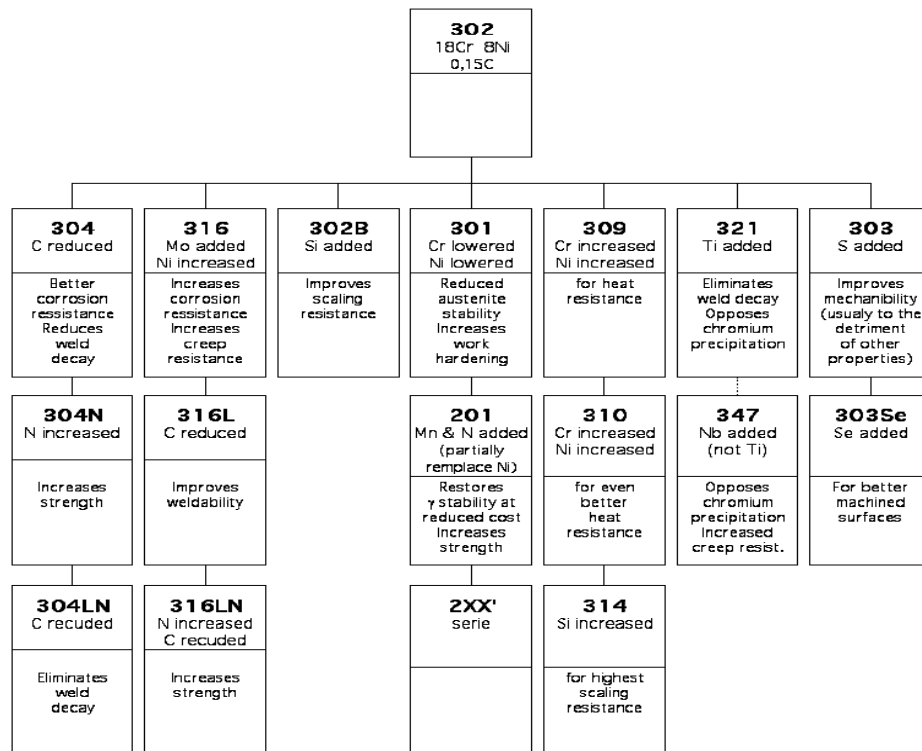 302
18Cr 8Ni
0,15C
304
C reduced
Better
corrosion
ressistance
Reduces
weld
decay
316
Mo added
Ni increased
Increases
corrosion
ressistance
Increases
creep
resistance
302B
Si added
Improves
scaling
resistance
301
Cr lowered
Ni lowered
Reduced
austenite
stability
Increases
work
hardening
309
Cr increased
Ni increased
for heat
resistance
321
Ti added
Eliminates
weld decay
Opposes
chromium
precipitation
303
S added
Improves
mechanibility
(usualy to the
detriment
of other
properties)
304N
N increased
Increases
strength
316L
C reduced
Improves
weldability
201
Mn & N added
(partially
remplace Ni)
Restores
γ stability at
reduced cost
Increases
strength
310
Cr increased
Ni increased
for even
better
heat
resistance
347
Nb added
(not Ti)
Opposes
chromium
precipitation
Increased
creep resist.
303Se
Se added
For better
machined
surfaces
304LN
C recuded
Eliminates
weld
decay
316LN
N increased
C recuded
Increases
strength
2XX'
serie
314
Si increased
for highest
scaling
resistance